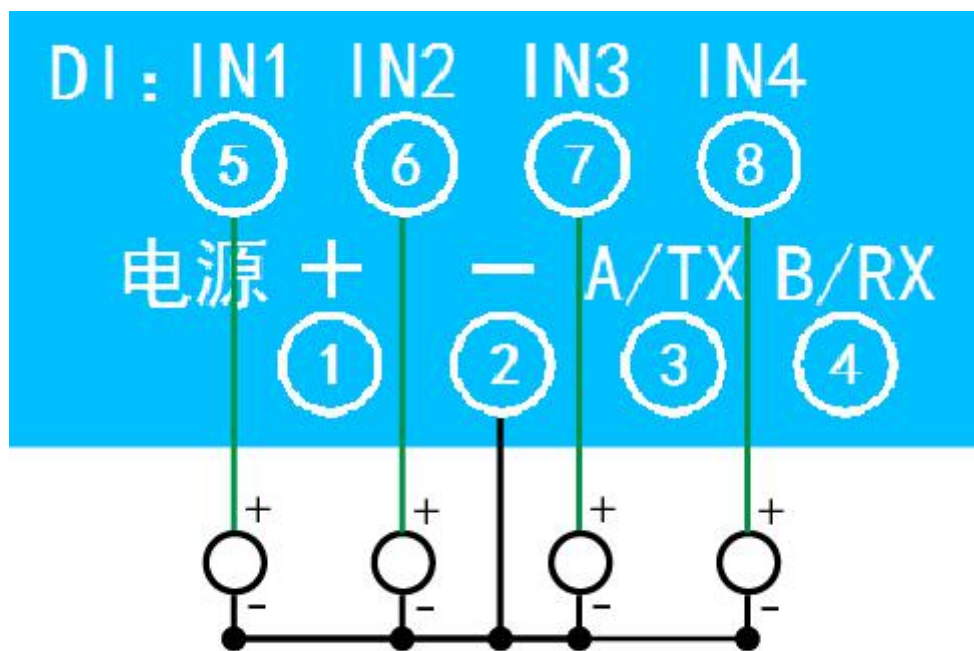 DI: IN1 IN2 IN3 IN4
5 6 7 8
电源 + − A/TX B/RX
1 2 3 4
+ + + +
- - - -